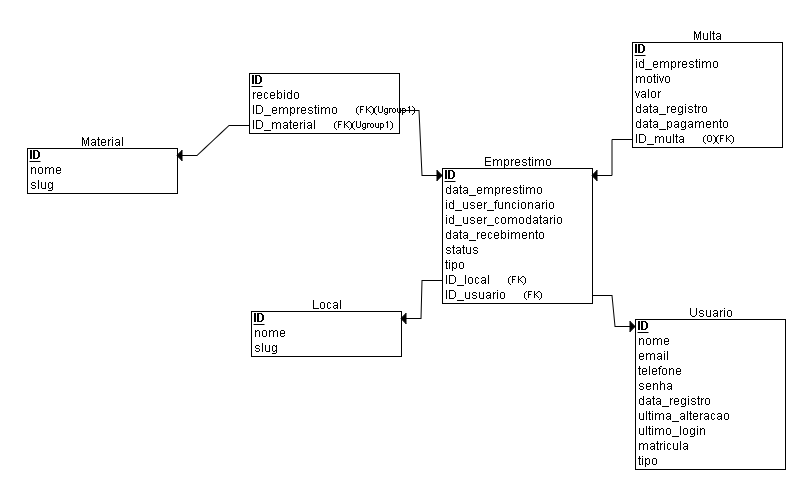 Multa
ID
id_emprestimo
motivo
valor
data_registro
data_pagamento
ID_multa (O)(FK)
ID
recebido
ID_emprestimo (FK)(Ugroup1)
ID_material (FK)(Ugroup1)
Material
ID
nome
slug
Emprestimo
ID
data_emprestimo
id_user_funcionario
id_user_comodatario
data_recebimento
status
tipo
ID_local (FK)
ID_usuario (FK)
Local
ID
nome
slug
Usuario
ID
nome
email
telefone
senha
data_registro
ultima_alteracao
ultimo_login
matricula
tipo